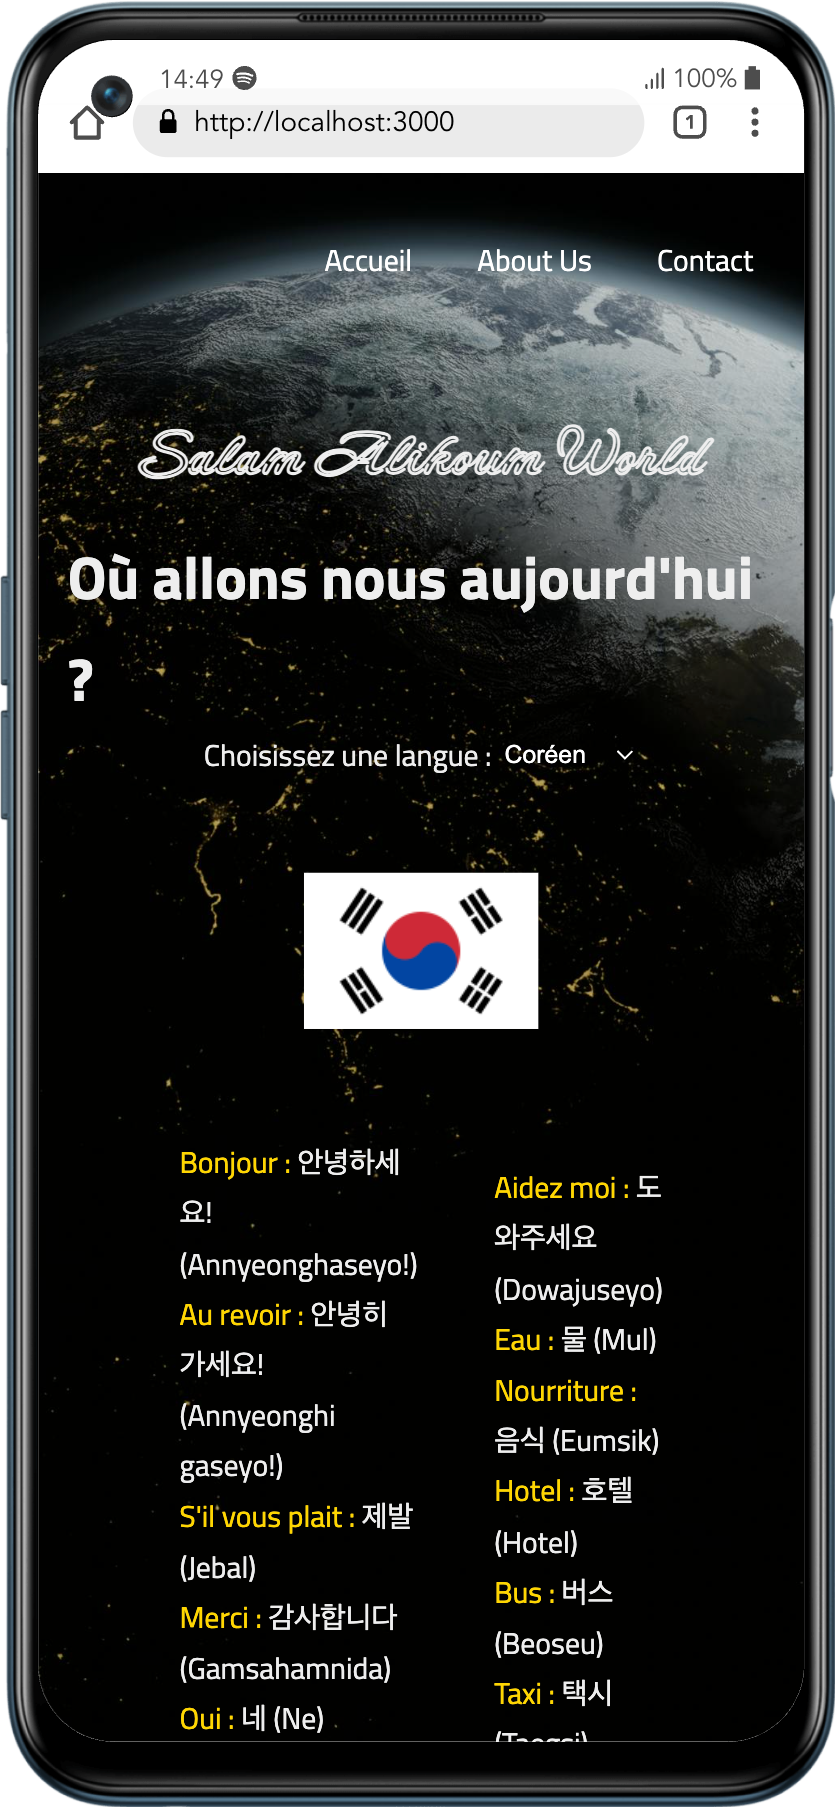 14:49
100%
http://localhost:3000
1
Accueil About Us Contact
Salam Alikoum World
Où allons nous aujourd'hui
?
Choisissez une langue : Coréen
Bonjour : 안녕하세
요!
(Annyeonghaseyo!)
Au revoir : 안녕히
가세요!
(Annyeonghi
gaseyo!)
S'il vous plait : 제발
(Jebal)
Merci : 감사합니다
(Gamsahamnida)
Oui : 네 (Ne)
Aidez moi : 도
와주세요
(Dowajuseyo)
Eau : 물 (Mul)
Nourriture :
음식 (Eumsik)
Hotel : 호텔
(Hotel)
Bus : 버스
(Beoseu)
Taxi : 택시